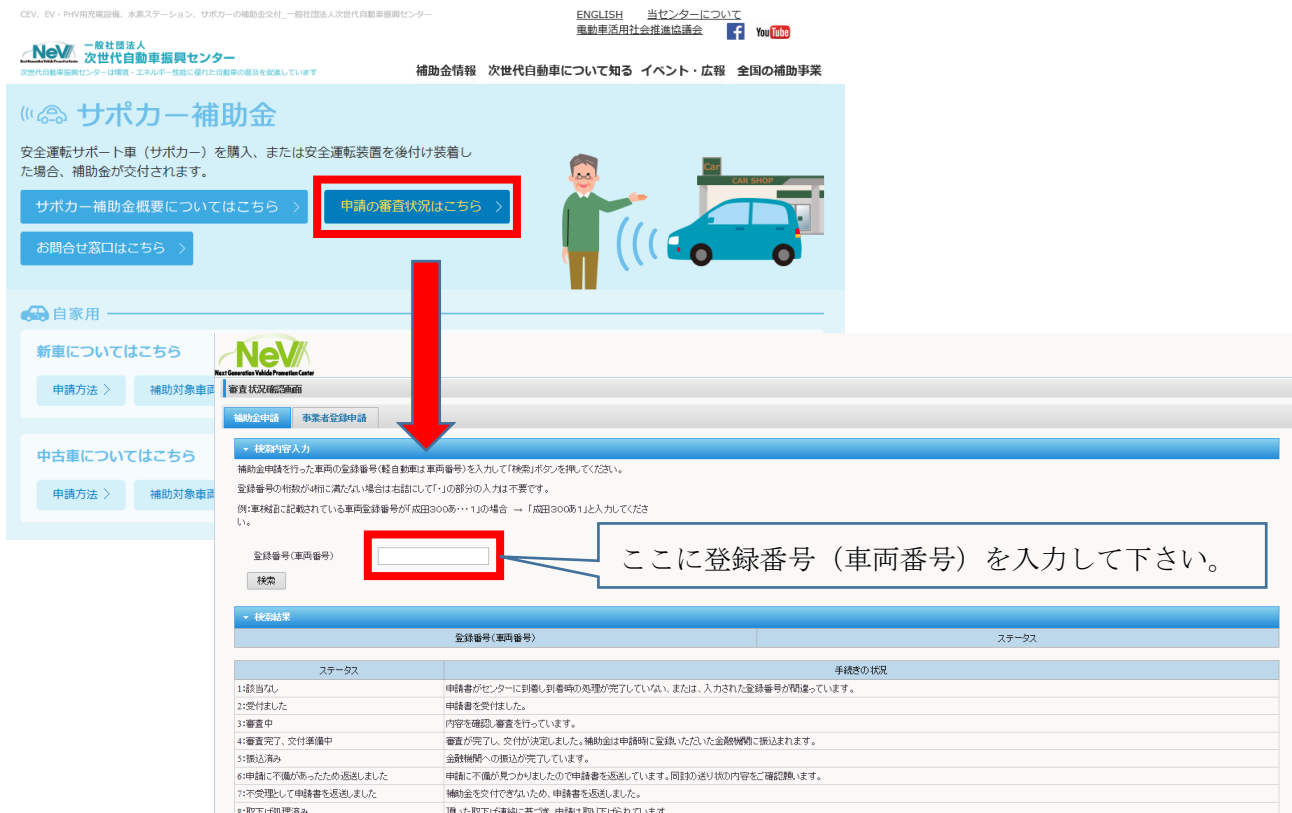 CEV、EV・PHV用充電設備、水素ステーション、サポカーの補助金交付_一般社団法人次世代自動車振興センター
ENGLISH 当センターについて
電動車活用社会推進協議会
f YouTube
NeV 一般社団法人
次世代自動車振興センター
次世代自動車振興センターは環境・エネルギー性能に優れた自動車の普及を促進しています
補助金情報 次世代自動車について知る イベント・広報 全国の補助事業
サポカー補助金
安全運転サポート車（サポカー）を購入、または安全運転装置を後付け装着し
た場合、補助金が交付されます。
Car
CAR SHOP
サポカー補助金概要についてはこちら 〉
申請の審査状況はこちら 〉
お問合せ窓口はこちら 〉
自家用
新車についてはこちら
申請方法 〉 補助対象車両
中古車についてはこちら
申請方法 〉 補助対象車両
NeV
Next Generation Vehicle Promotion Center
審査状況確認画面
補助金申請 事業者登録申請
検索内容入力
補助金申請を行った車両の登録番号(軽自動車は車両番号)を入力して「検索」ボタンを押してください。
登録番号の桁数が4桁に満たない場合は右詰にして「・」の部分の入力は不要です。
例:車検証に記載されている車両登録番号が「成田300あ・・・1」の場合 → 「成田300あ1」と入力してくださ
い。
登録番号(車両番号)
ここに登録番号（車両番号）を入力して下さい。
検索
検索結果
登録番号(車両番号) ステータス
ステータス 手続きの状況
1:該当なし 申請書がセンターに到着し到着時の処理が完了していない、または、入力された登録番号が間違っています。
2:受付ました 申請書を受付ました。
3:審査中 内容を確認し審査を行っています。
4:審査完了、交付準備中 審査が完了し、交付が決定しました。補助金は申請時に登録いただいた金融機関に振込まれます。
5:振込済み 金融機関への振込が完了しています。
6:申請に不備があったため返送しました 申請に不備が見つかりましたので申請書を返送しています。同封の送り状の内容をご確認願います。
7:不受理として申請書を返送しました 補助金を交付できないため、申請書を返送しました。
8:取下げ処理済み 頂いた取下げ連絡に基づき、申請は取り下げられています。